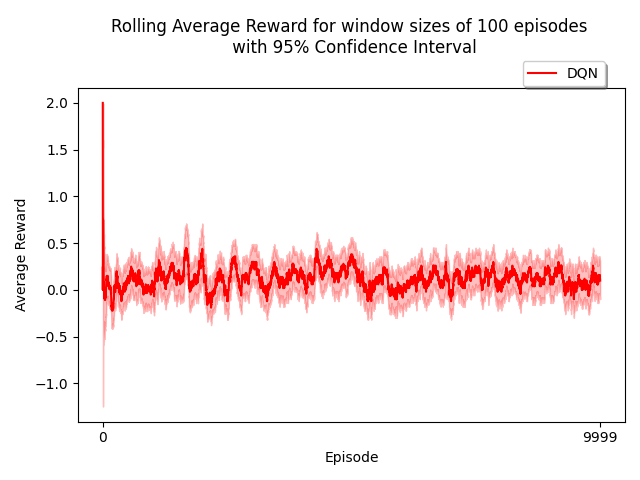 Rolling Average Reward for window sizes of 100 episodes
with 95% Confidence Interval
DQN
2.0
1.5
1.0
0.5
0.0
−0.5
−1.0
Average Reward
0
9999
Episode